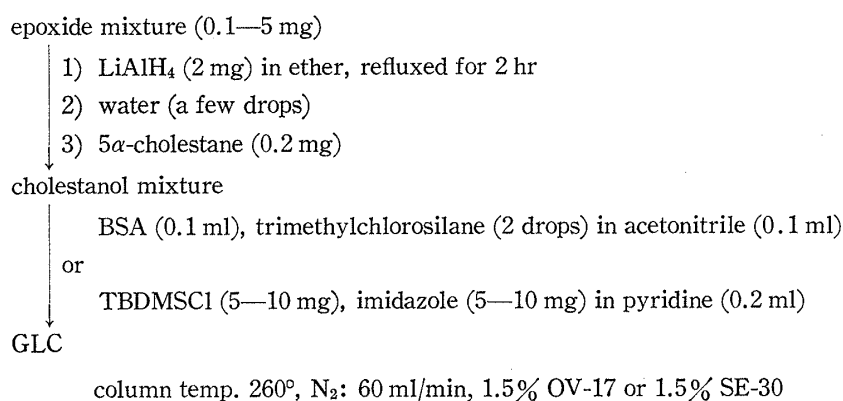 epoxide mixture (0.1—5 mg)
1) LiAlH₄ (2 mg) in ether, refluxed for 2 hr
2) water (a few drops)
3) 5α-cholestane (0.2 mg)
cholestanol mixture
BSA (0.1 ml), trimethylchlorosilane (2 drops) in acetonitrile (0.1 ml)
or
TBDMSCl (5—10 mg), imidazole (5—10 mg) in pyridine (0.2 ml)
GLC
column temp. 260°, N₂: 60 ml/min, 1.5% OV-17 or 1.5% SE-30